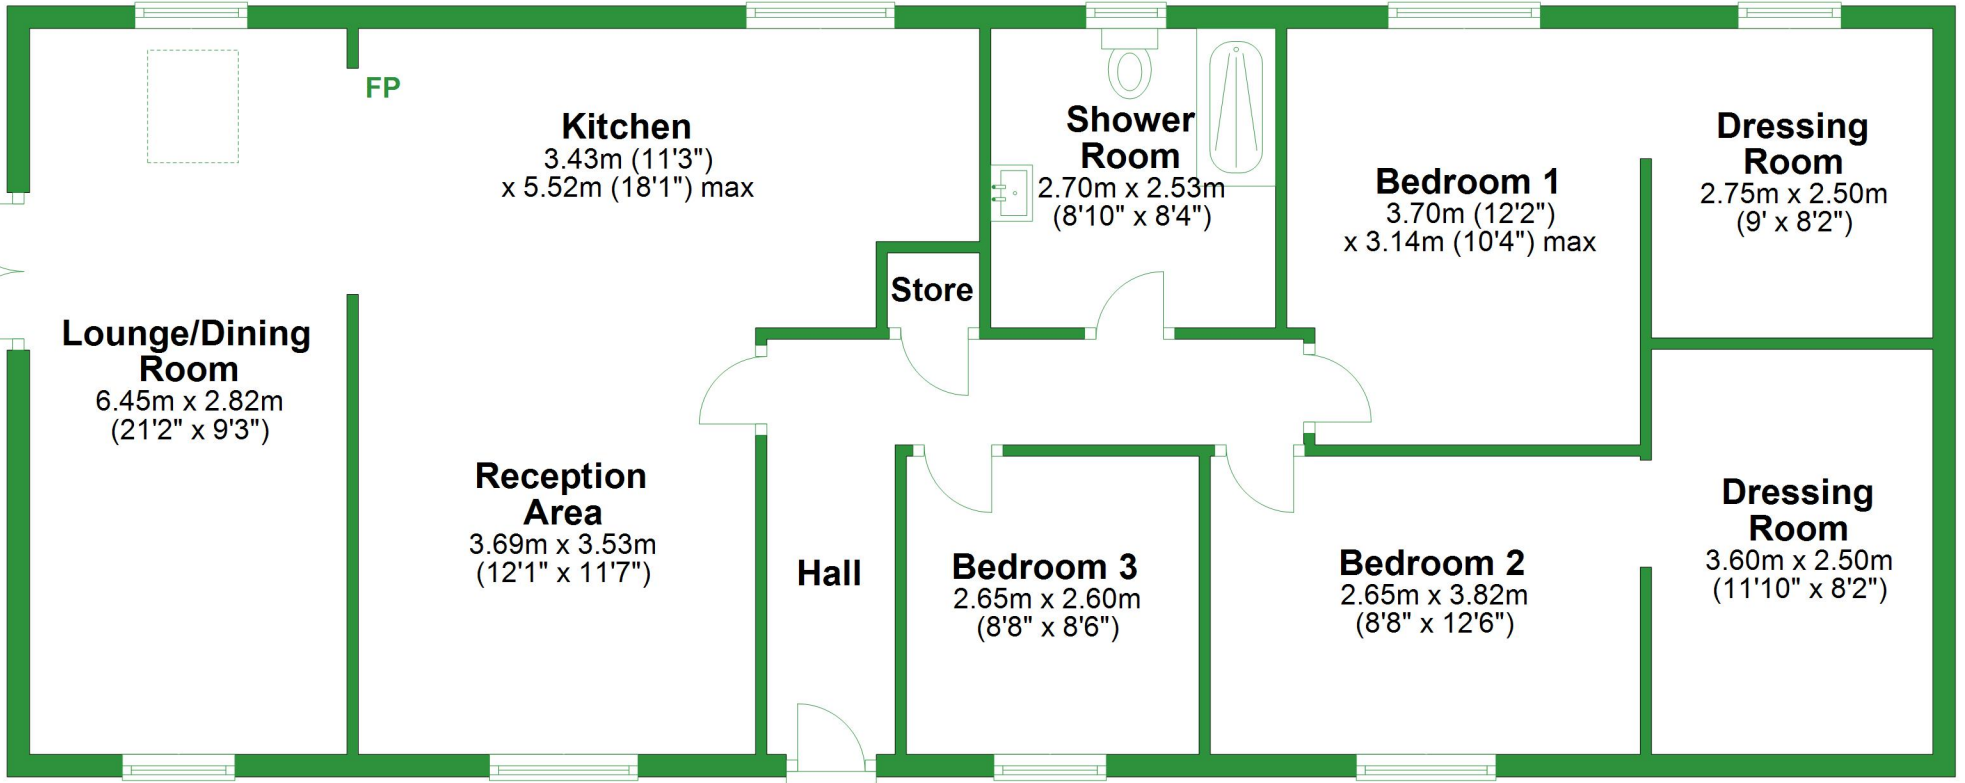 FP
Kitchen
3.43m (11'3")
x 5.52m (18'1") max
Shower
Room
2.70m x 2.53m
(8'10" x 8'4")
Bedroom 1
3.70m (12'2")
x 3.14m (10'4") max
Dressing
Room
2.75m x 2.50m
(9' x 8'2")
Store
Lounge/Dining
Room
6.45m x 2.82m
(21'2" x 9'3")
Reception
Area
3.69m x 3.53m
(12'1" x 11'7")
Hall
Bedroom 3
2.65m x 2.60m
(8'8" x 8'6")
Bedroom 2
2.65m x 3.82m
(8'8" x 12'6")
Dressing
Room
3.60m x 2.50m
(11'10" x 8'2")